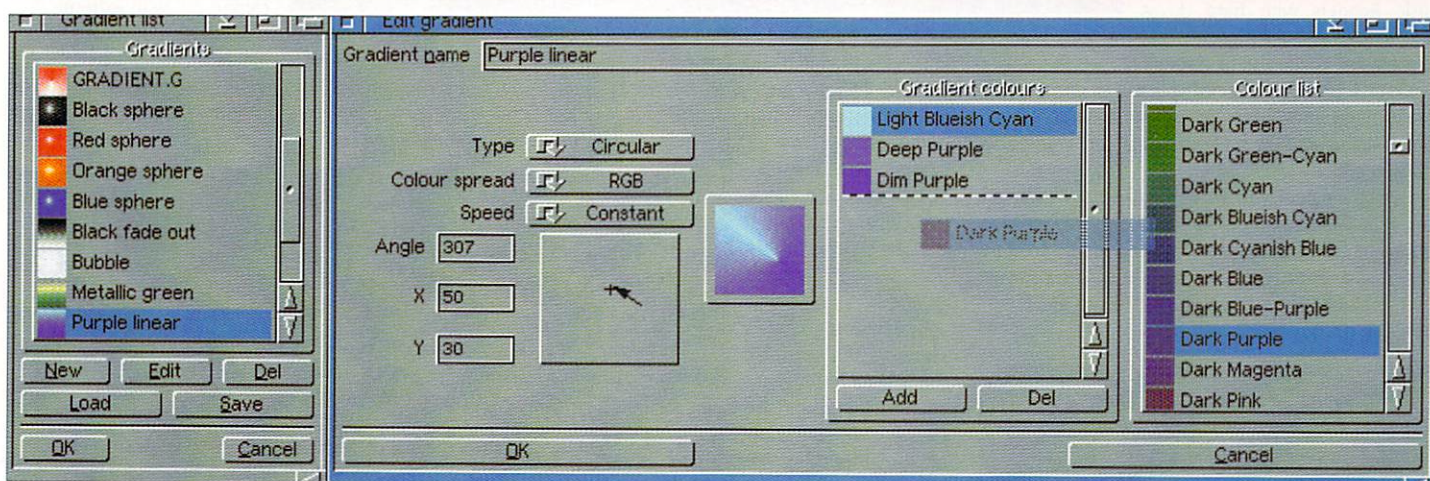 Gradient list
Gradients
GRADIENT.G
Black sphere
Red sphere
Orange sphere
Blue sphere
Black fade out
Bubble
Metallic green
Purple linear
New
Edit
Del
Load
Save
OK
Cancel
Edit gradient
Gradient name
Purple linear
Type
Circular
Colour spread
RGB
Speed
Constant
Angle
307
X
50
Y
30
Gradient colours
Light Blueish Cyan
Deep Purple
Dim Purple
Dark Purple
Add
Del
Colour list
Dark Green
Dark Green-Cyan
Dark Cyan
Dark Blueish Cyan
Dark Cyanish Blue
Dark Blue
Dark Blue-Purple
Dark Purple
Dark Magenta
Dark Pink
OK
Cancel